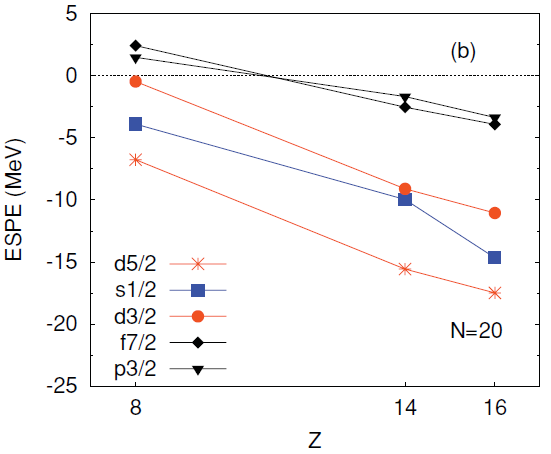 5
0
-5
-10
-15
-20
-25
ESPE (MeV)
(b)
d5/2
s1/2
d3/2
f7/2
p3/2
N=20
8
14
16
Z